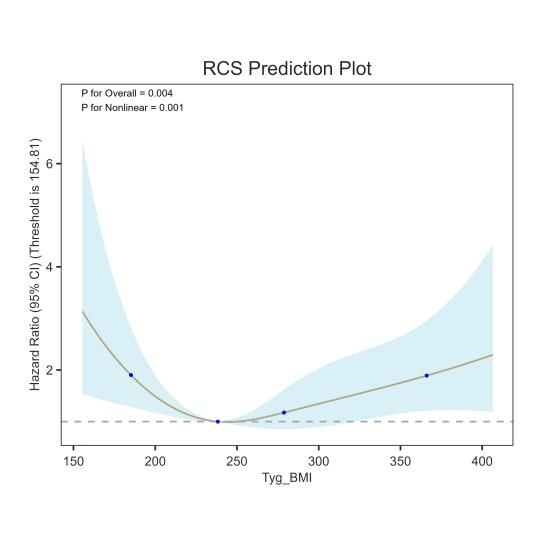 RCS Prediction Plot
P for Overall = 0.004
P for Nonlinear = 0.001
Hazard Ratio (95% CI) (Threshold is 154.81)
6
4
2
150 200 250 300 350 400
Tyg_BMI